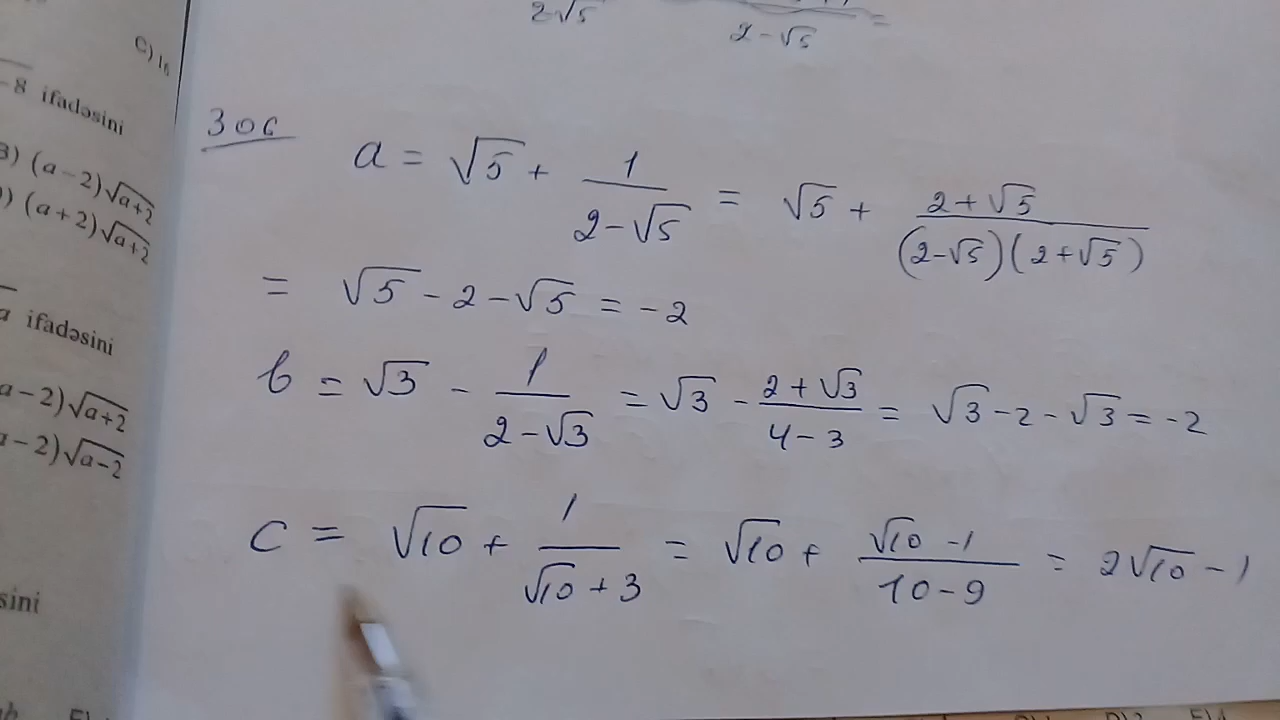 2√5
2-√5 =
C) 16
-8 ifadəsini
3) (a-2)√a+2
) (a+2)√a+2
a ifadəsini
a-2)√a+2
a-2)√a-2
sini
306
a = √5 + 1/(2-√5) = √5 + (2+√5)/((2-√5)(2+√5))
= √5 - 2 - √5 = -2
b = √3 - 1/(2-√3) = √3 - (2+√3)/(4-3) = √3 - 2 - √3 = -2
c = √10 + 1/(√10+3) = √10 + (√10-1)/(10-9) = 2√10 - 1